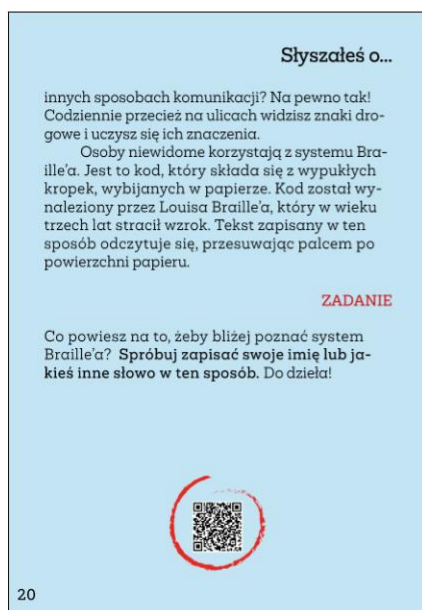 Słyszałeś o...
innych sposobach komunikacji? Na pewno tak!
Codziennie przecież na ulicach widzisz znaki dro-
gowe i uczysz się ich znaczenia.
Osoby niewidome korzystają z systemu Bra-
ille’a. Jest to kod, który składa się z wypukłych
kropek, wybijanych w papierze. Kod został wy-
naleziony przez Louisa Braille’a, który w wieku
trzech lat stracił wzrok. Tekst zapisany w ten
sposób odczytuje się, przesuwając palcem po
powierzchni papieru.
ZADANIE
Co powiesz na to, żeby bliżej poznać system
Braille’a? Spróbuj zapisać swoje imię lub ja-
kieś inne słowo w ten sposób. Do dzieła!
20